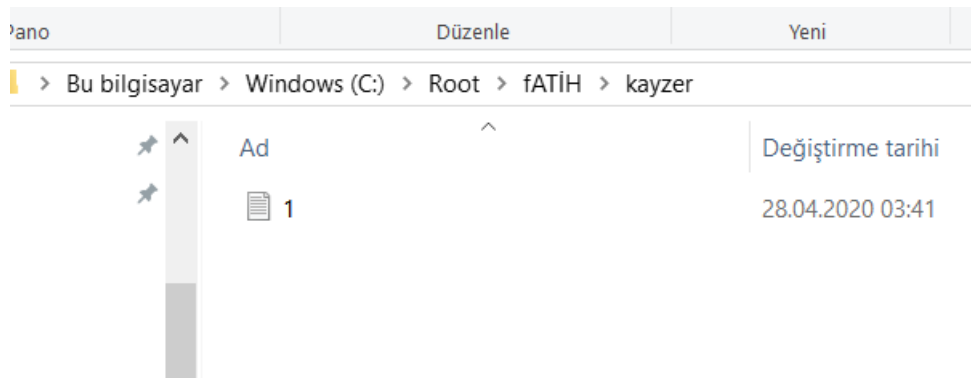 Pano Düzenle Yeni
> Bu bilgisayar > Windows (C:) > Root > fATİH > kayzer
Ad Değiştirme tarihi
1 28.04.2020 03:41